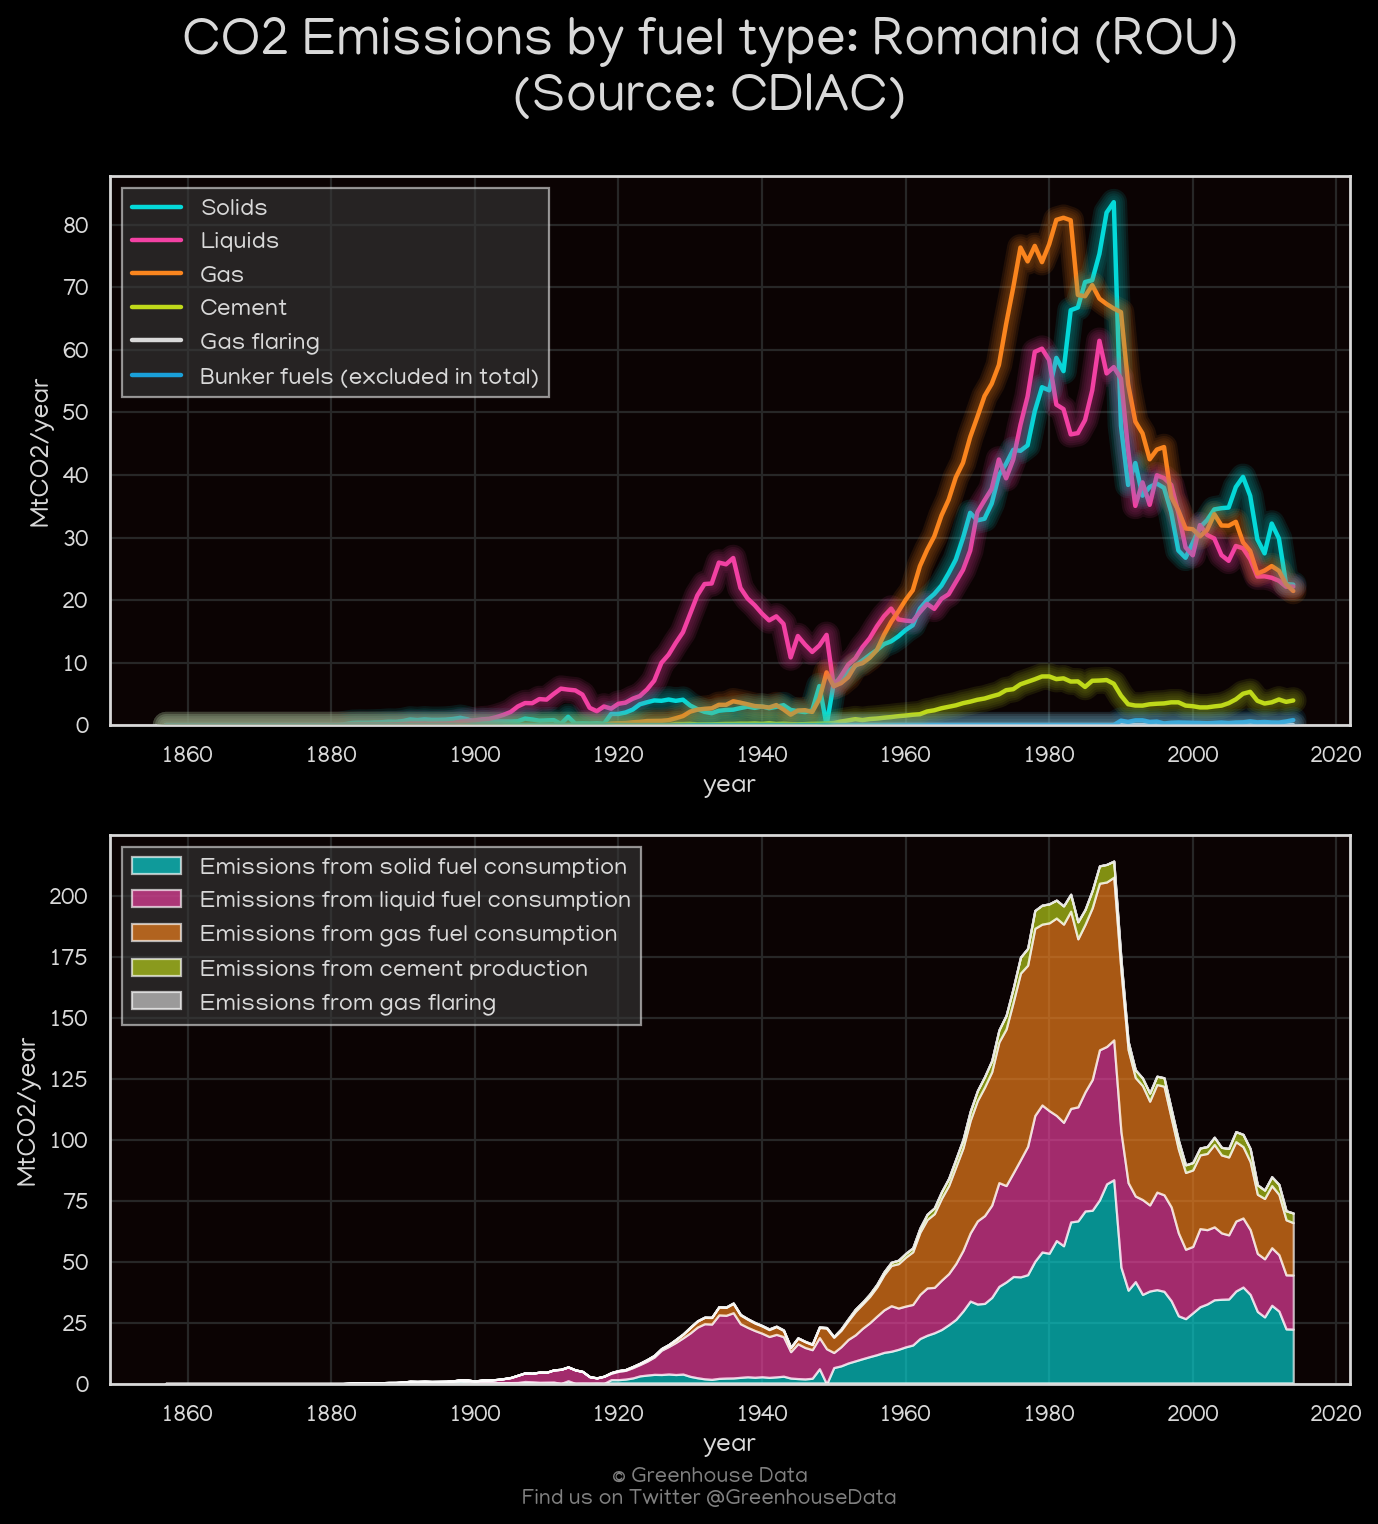 CO2 Emissions by fuel type: Romania (ROU)
(Source: CDIAC)
Solids
Liquids
Gas
Cement
Gas flaring
Bunker fuels (excluded in total)
MtCO2/year
80
70
60
50
40
30
20
10
0
1860 1880 1900 1920 1940 1960 1980 2000 2020
year
Emissions from solid fuel consumption
Emissions from liquid fuel consumption
Emissions from gas fuel consumption
Emissions from cement production
Emissions from gas flaring
MtCO2/year
200
175
150
125
100
75
50
25
0
1860 1880 1900 1920 1940 1960 1980 2000 2020
year
© Greenhouse Data
Find us on Twitter @GreenhouseData